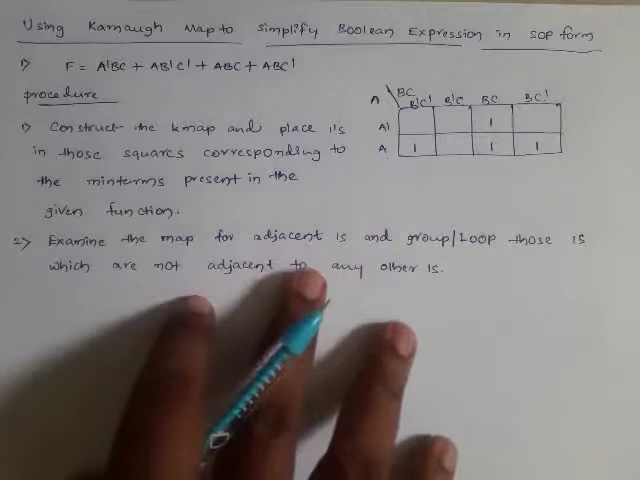 Using Karnaugh Map to simplify Boolean Expression in SOP form
1) F = A'BC + AB'C' + ABC + ABC'
procedure
A BC
B'C' B'C BC BC'
A' 1
A 1 1 1
1) Construct the kmap and place 1s
in those squares corresponding to
the minterms present in the
given function.
2) Examine the map for adjacent 1s and group/Loop those 1s
which are not adjacent to any other 1s.